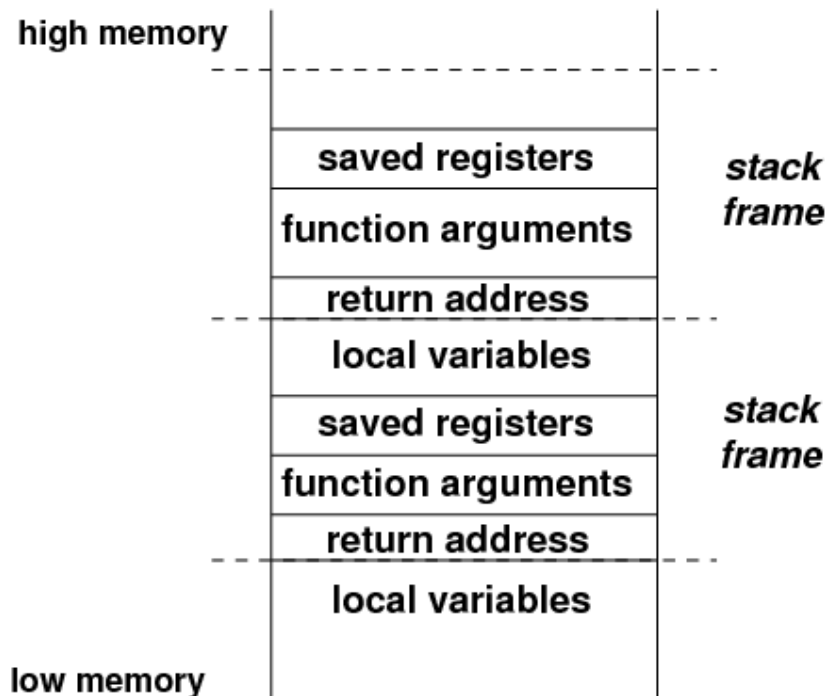 high memory
saved registers
stack
frame
function arguments
return address
local variables
saved registers
stack
frame
function arguments
return address
local variables
low memory